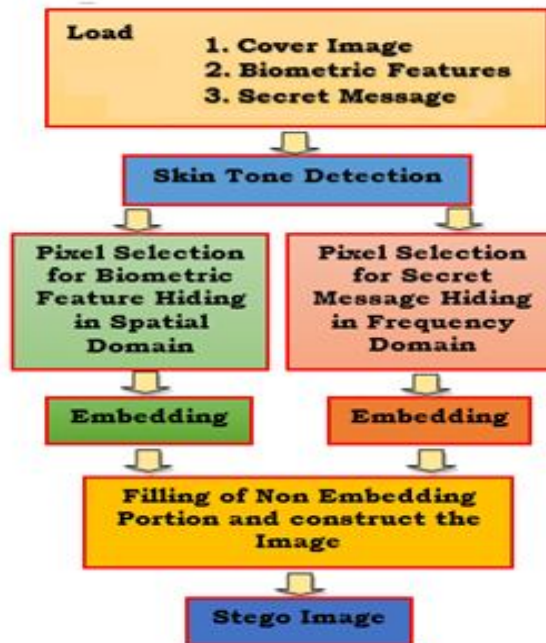 Load
1. Cover Image
2. Biometric Features
3. Secret Message
Skin Tone Detection
Pixel Selection
for Biometric
Feature Hiding
in Spatial
Domain
Pixel Selection
for Secret
Message Hiding
in Frequency
Domain
Embedding
Embedding
Filling of Non Embedding
Portion and construct the
Image
Stego Image